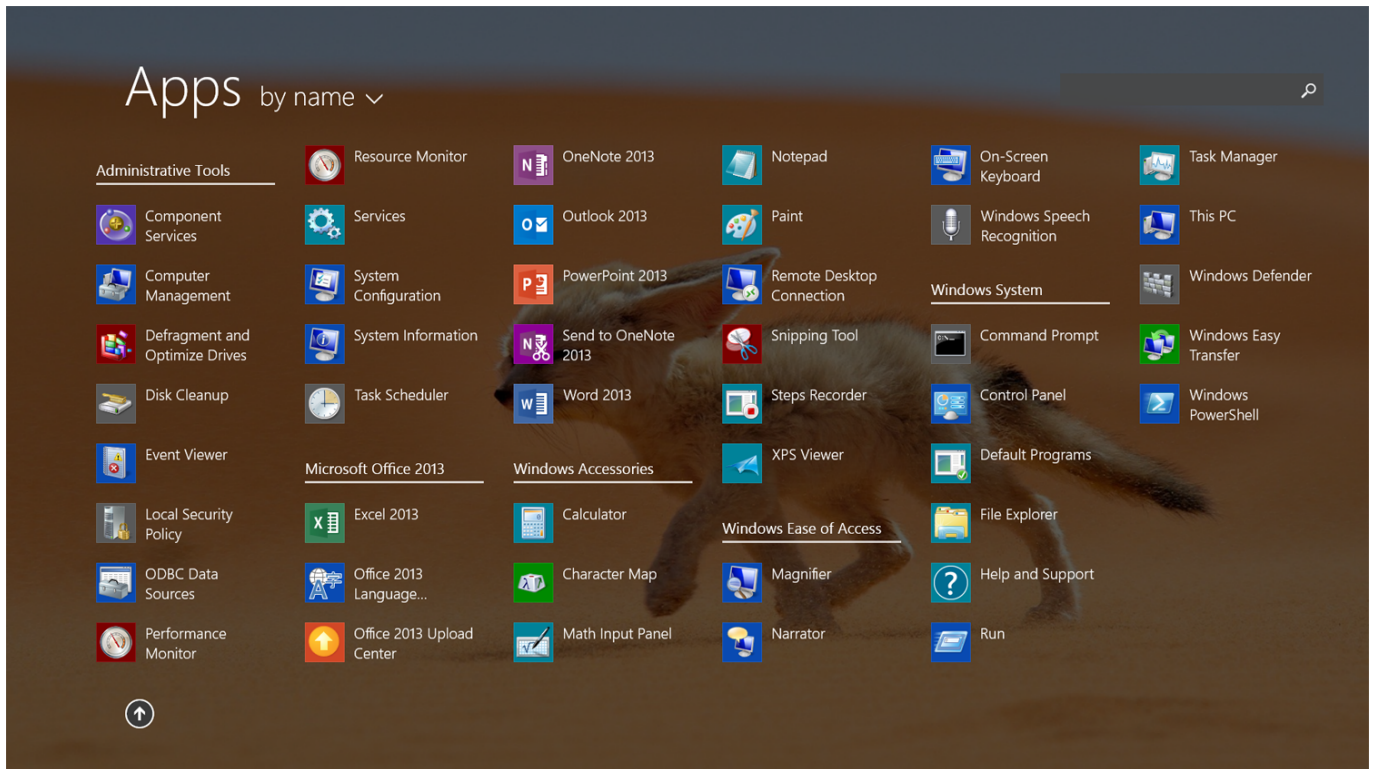 Apps by name
Administrative Tools
Component
Services
Computer
Management
Defragment and
Optimize Drives
Disk Cleanup
Event Viewer
Local Security
Policy
ODBC Data
Sources
Performance
Monitor
Resource Monitor
Services
System
Configuration
System Information
Task Scheduler
Microsoft Office 2013
Excel 2013
Office 2013
Language...
Office 2013 Upload
Center
OneNote 2013
Outlook 2013
PowerPoint 2013
Send to OneNote
2013
Word 2013
Windows Accessories
Calculator
Character Map
Math Input Panel
Notepad
Paint
Remote Desktop
Connection
Snipping Tool
Steps Recorder
XPS Viewer
Windows Ease of Access
Magnifier
Narrator
On-Screen
Keyboard
Windows Speech
Recognition
Windows System
Command Prompt
Control Panel
Default Programs
File Explorer
Help and Support
Run
Task Manager
This PC
Windows Defender
Windows Easy
Transfer
Windows
PowerShell